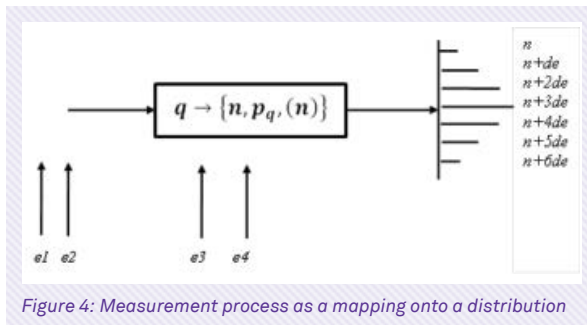 n
n+de
n+2de
q → {n, p_q, (n)}
n+3de
n+4de
n+5de
n+6de
e1 e2 e3 e4
Figure 4: Measurement process as a mapping onto a distribution